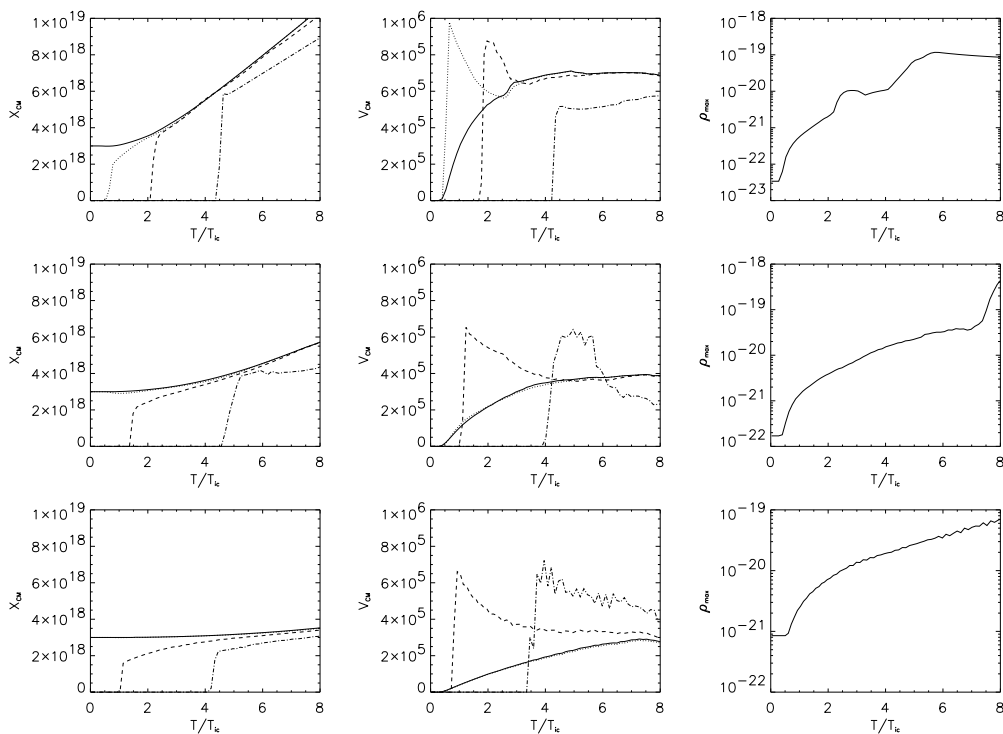 1×10¹⁹
8×10¹⁸
6×10¹⁸
4×10¹⁸
2×10¹⁸
0
X_CM
0 2 4 6 8
T/T_ic
1×10⁶
8×10⁵
6×10⁵
4×10⁵
2×10⁵
0
V_CM
0 2 4 6 8
T/T_ic
10⁻¹⁸
10⁻¹⁹
10⁻²⁰
10⁻²¹
10⁻²²
10⁻²³
ρ_max
0 2 4 6 8
T/T_ic
1×10¹⁹
8×10¹⁸
6×10¹⁸
4×10¹⁸
2×10¹⁸
0
X_CM
0 2 4 6 8
T/T_ic
1×10⁶
8×10⁵
6×10⁵
4×10⁵
2×10⁵
0
V_CM
0 2 4 6 8
T/T_ic
10⁻¹⁸
10⁻¹⁹
10⁻²⁰
10⁻²¹
10⁻²²
ρ_max
0 2 4 6 8
T/T_ic
1×10¹⁹
8×10¹⁸
6×10¹⁸
4×10¹⁸
2×10¹⁸
0
X_CM
0 2 4 6 8
T/T_ic
1×10⁶
8×10⁵
6×10⁵
4×10⁵
2×10⁵
0
V_CM
0 2 4 6 8
T/T_ic
10⁻¹⁹
10⁻²⁰
10⁻²¹
10⁻²²
ρ_max
0 2 4 6 8
T/T_ic